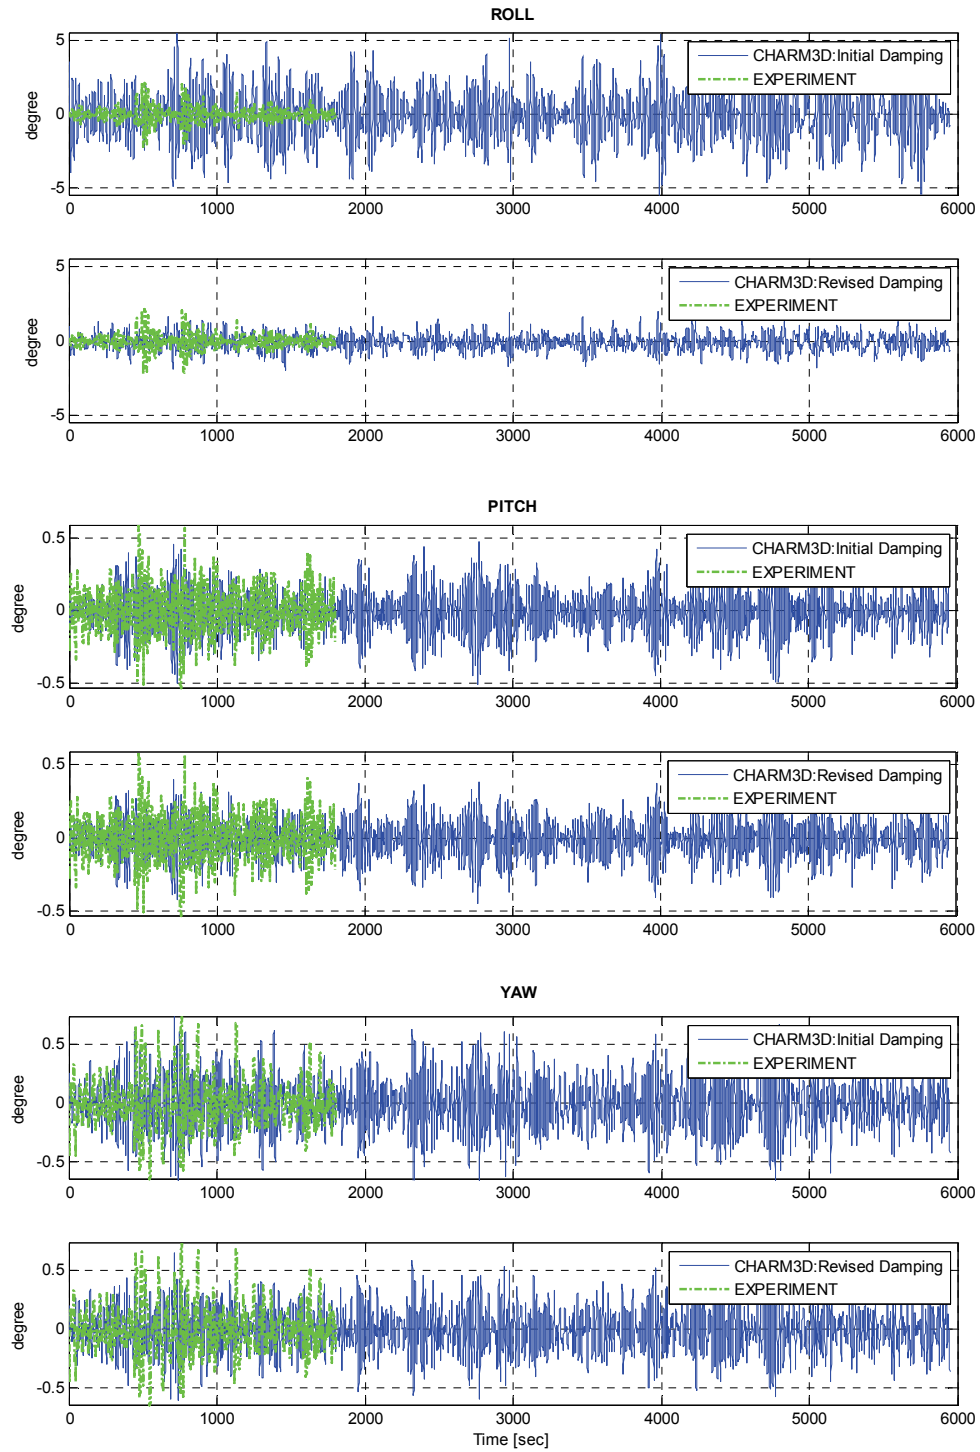 ROLL
5
CHARM3D:Initial Damping
EXPERIMENT
degree
0
-5
0 1000 2000 3000 4000 5000 6000
5
CHARM3D:Revised Damping
EXPERIMENT
degree
0
-5
0 1000 2000 3000 4000 5000 6000
PITCH
0.5
CHARM3D:Initial Damping
EXPERIMENT
degree
0
-0.5
0 1000 2000 3000 4000 5000 6000
0.5
CHARM3D:Revised Damping
EXPERIMENT
degree
0
-0.5
0 1000 2000 3000 4000 5000 6000
YAW
0.5
CHARM3D:Initial Damping
EXPERIMENT
degree
0
-0.5
0 1000 2000 3000 4000 5000 6000
0.5
CHARM3D:Revised Damping
EXPERIMENT
degree
0
-0.5
0 1000 2000 3000 4000 5000 6000
Time [sec]